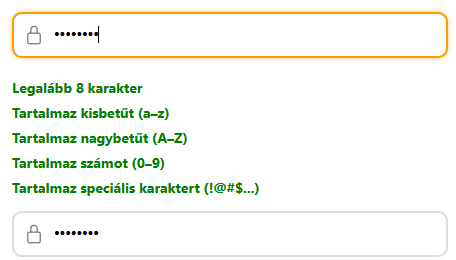 ••••••••
Legalább 8 karakter
Tartalmaz kisbetűt (a–z)
Tartalmaz nagybetűt (A–Z)
Tartalmaz számot (0–9)
Tartalmaz speciális karaktert (!@#$...)
••••••••